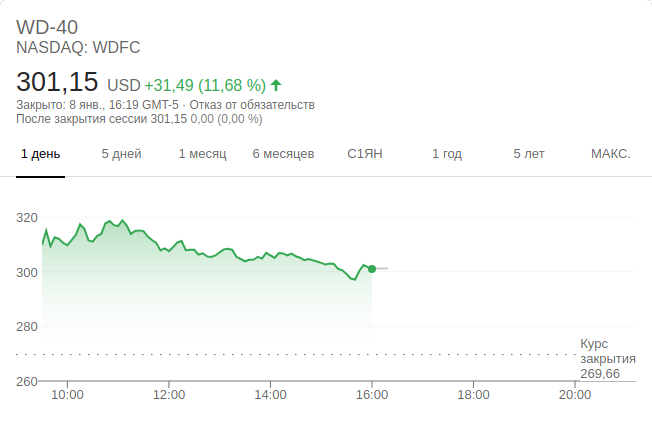 WD-40
NASDAQ: WDFC
301,15 USD +31,49 (11,68 %)
Закрыто: 8 янв., 16:19 GMT-5 · Отказ от обязательств
После закрытия сессии 301,15 0,00 (0,00 %)
1 день 5 дней 1 месяц 6 месяцев С1ЯН 1 год 5 лет МАКС.
320
300
280
Курс
закрытия
269,66
260
10:00 12:00 14:00 16:00 18:00 20:00